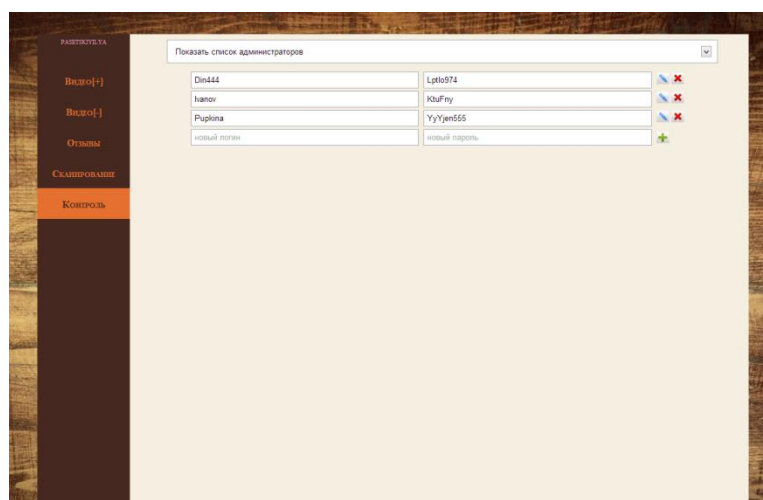 Показать список администраторов
Видео[+]
Видео[-]
Отзывы
Сканирование
Контроль
Din444 Lptlo974
Ivanov KtuFny
Pupkina YyYjen555
новый логин новый пароль